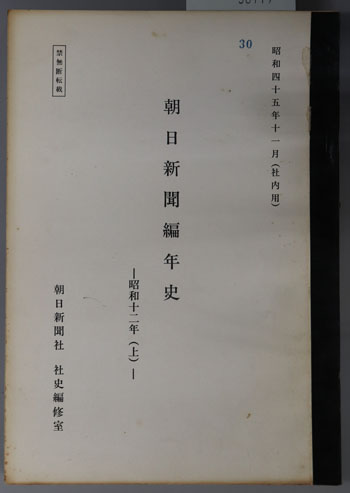 昭和四十五年十一月（社内用）
30
朝日新聞編年史
―昭和十二年（上）―
朝日新聞社　社史編修室
禁無断転載